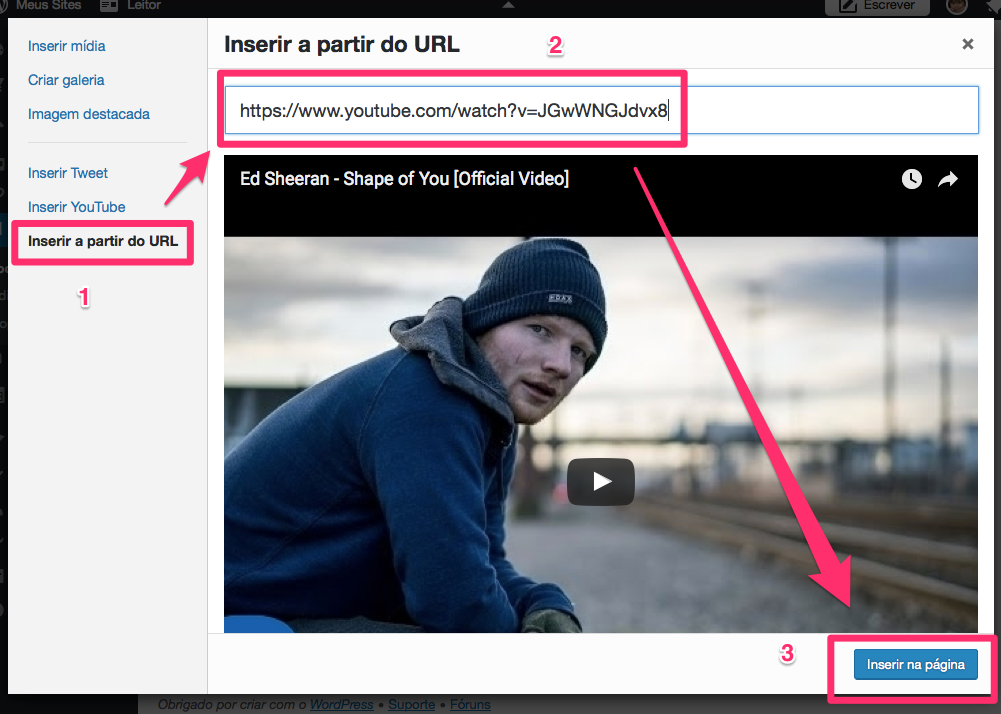 Meus Sites
Leitor
Escrever
Inserir mídia
Criar galeria
Imagem destacada
Inserir Tweet
Inserir YouTube
Inserir a partir do URL
1
Inserir a partir do URL
2
https://www.youtube.com/watch?v=JGwWNGJdvx8
Ed Sheeran - Shape of You [Official Video]
3
Inserir na página
Obrigado por criar com o WordPress • Suporte • Fóruns